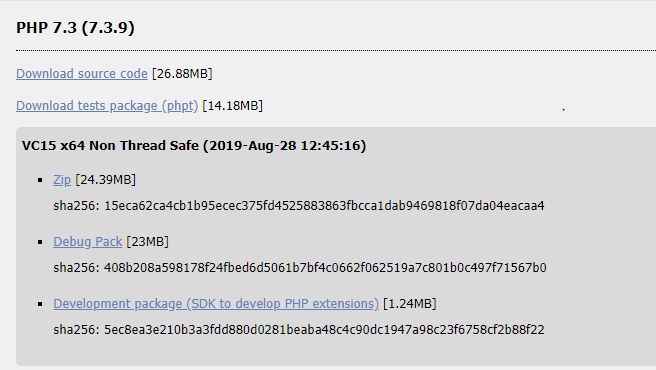 PHP 7.3 (7.3.9)
Download source code [26.88MB]
Download tests package (phpt) [14.18MB]
VC15 x64 Non Thread Safe (2019-Aug-28 12:45:16)
Zip [24.39MB]
sha256: 15eca62ca4cb1b95ecec375fd4525883863fbcca1dab9469818f07da04eacaa4
Debug Pack [23MB]
sha256: 408b208a598178f24fbed6d5061b7bf4c0662f062519a7c801b0c497f71567b0
Development package (SDK to develop PHP extensions) [1.24MB]
sha256: 5ec8ea3e210b3a3fdd880d0281beaba48c4c90dc1947a98c23f6758cf2b88f22